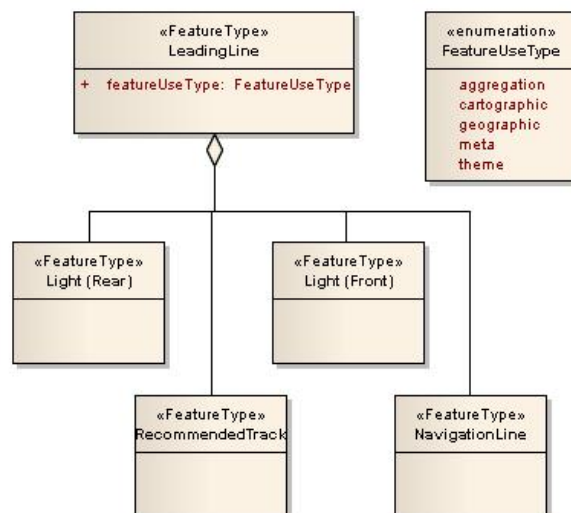 «FeatureType»
LeadingLine
+ featureUseType: FeatureUseType
«enumeration»
FeatureUseType
aggregation
cartographic
geographic
meta
theme
«FeatureType»
Light (Rear)
«FeatureType»
Light (Front)
«FeatureType»
RecommendedTrack
«FeatureType»
NavigationLine